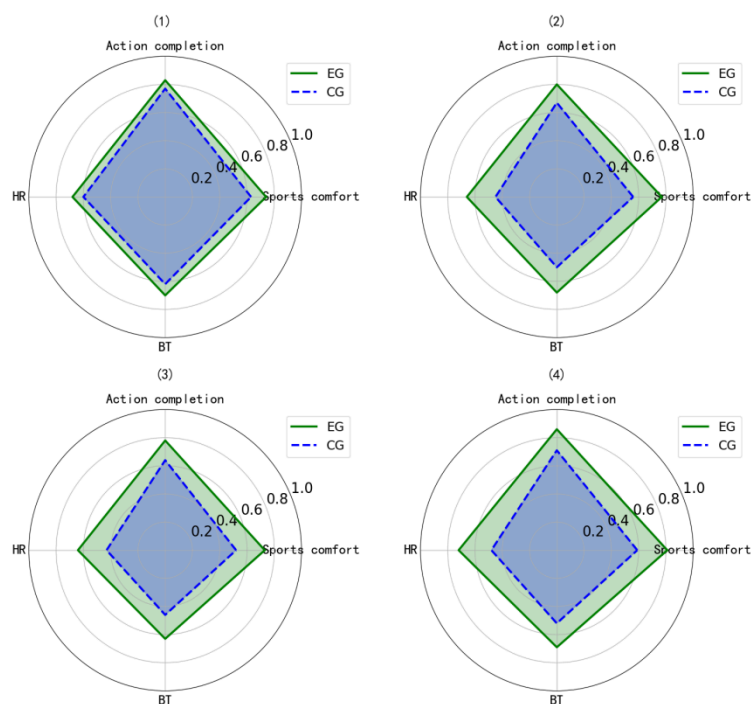 (1)
Action completion
EG
CG
1.0
0.8
0.6
0.4
0.2
HR
Sports comfort
BT
(2)
Action completion
EG
CG
1.0
0.8
0.6
0.4
0.2
HR
Sports comfort
BT
(3)
Action completion
EG
CG
1.0
0.8
0.6
0.4
0.2
HR
Sports comfort
BT
(4)
Action completion
EG
CG
1.0
0.8
0.6
0.4
0.2
HR
Sports comfort
BT